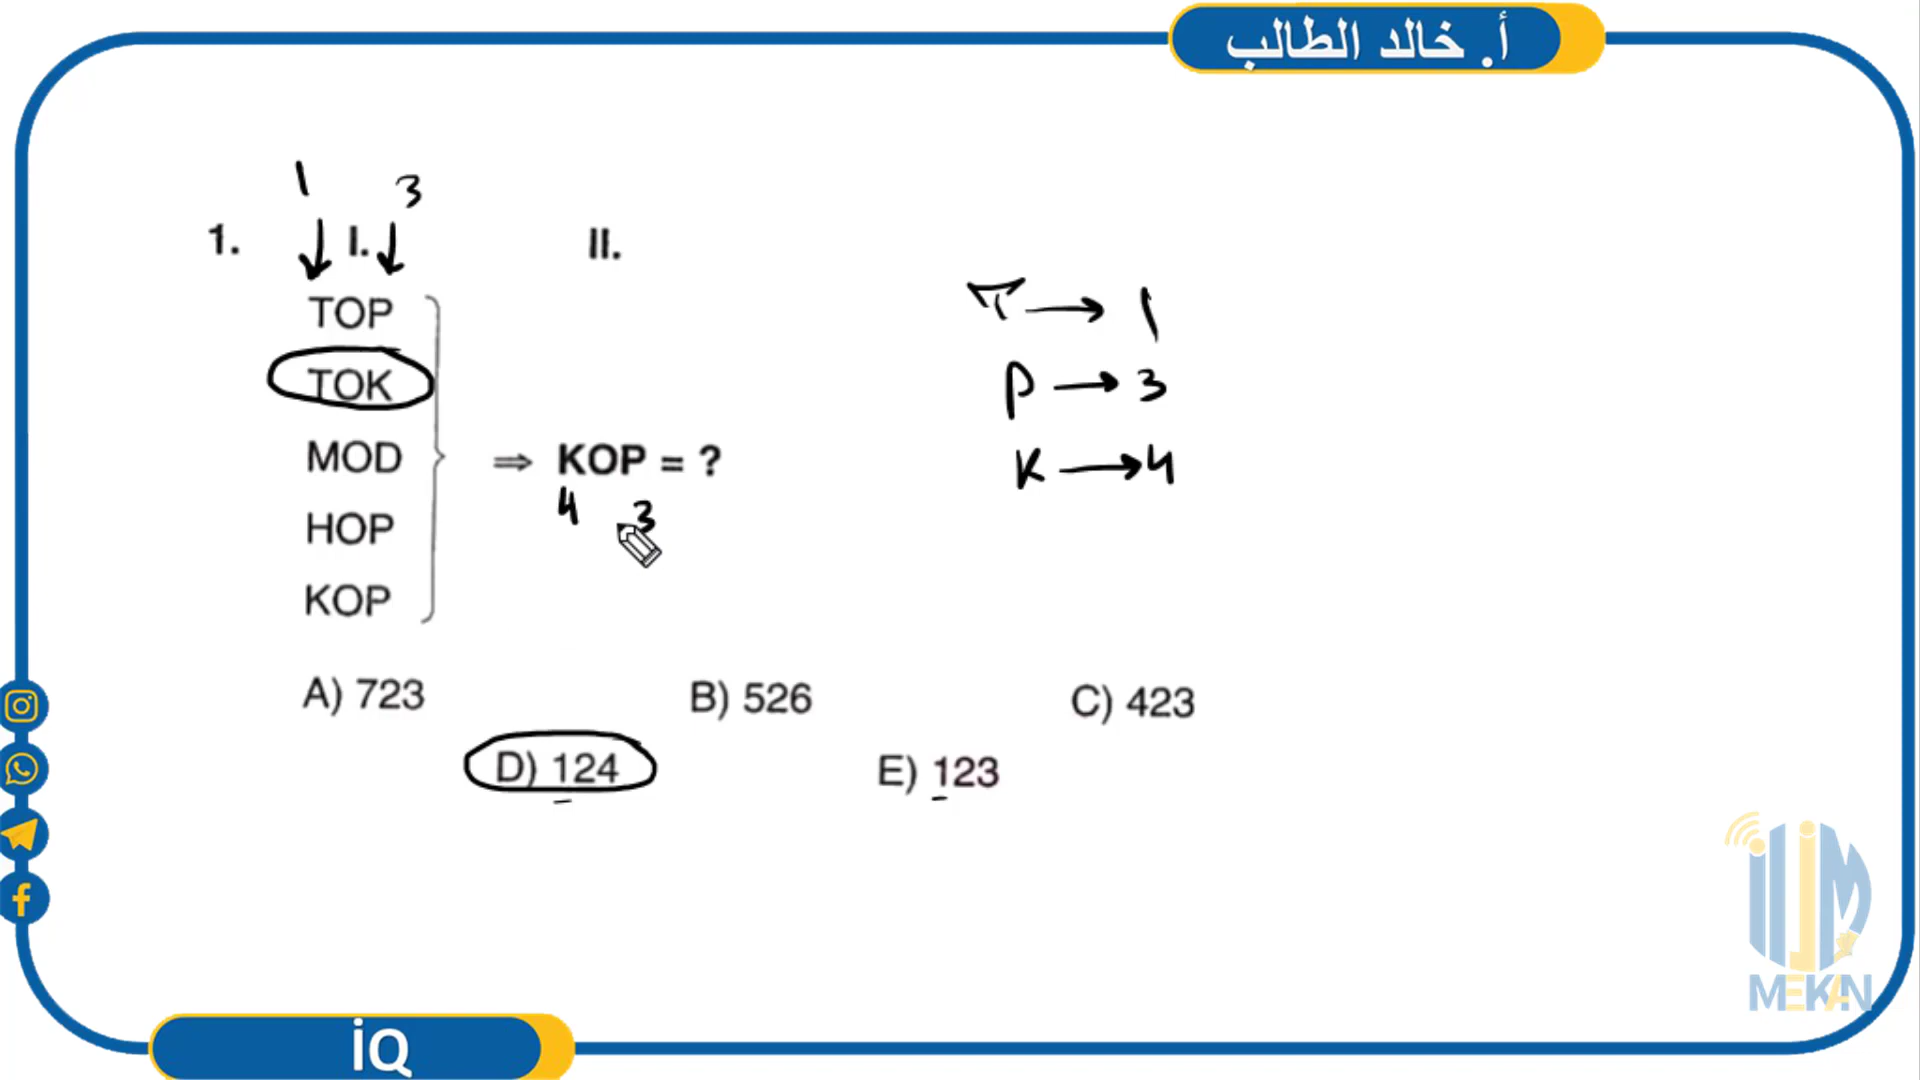 أ. خالد الطالب
1 3
1. I. II.
TOP
TOK
MOD
HOP
KOP
⇒ KOP = ?
4 3
T → 1
P → 3
K → 4
A) 723 B) 526 C) 423
D) 124 E) 123
MEKAN
İQ